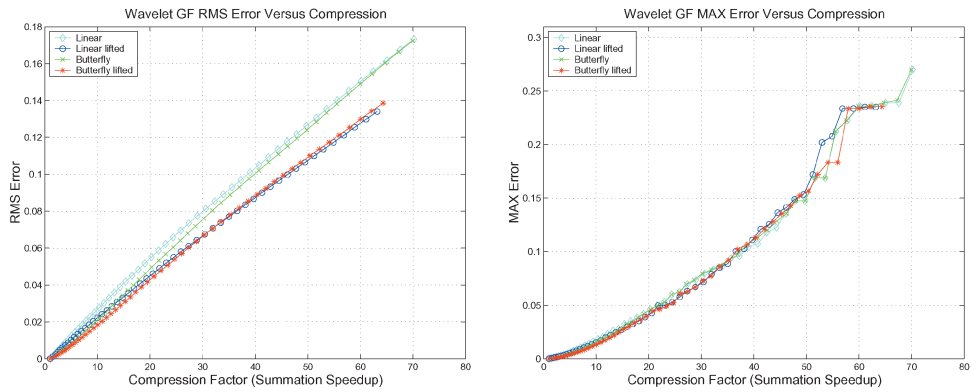 Wavelet GF RMS Error Versus Compression
0.18
0.16
0.14
0.12
0.1
0.08
0.06
0.04
0.02
0
RMS Error
Linear
Linear lifted
Butterfly
Butterfly lifted
0 10 20 30 40 50 60 70 80
Compression Factor (Summation Speedup)
Wavelet GF MAX Error Versus Compression
0.3
0.25
0.2
0.15
0.1
0.05
0
MAX Error
Linear
Linear lifted
Butterfly
Butterfly lifted
0 10 20 30 40 50 60 70 80
Compression Factor (Summation Speedup)